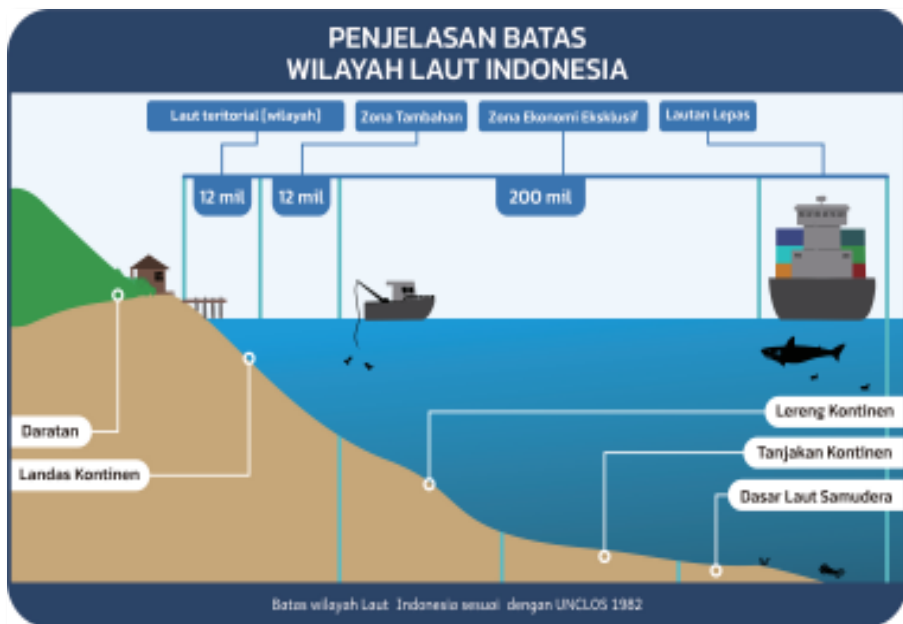 PENJELASAN BATAS
WILAYAH LAUT INDONESIA
Laut teritorial [wilayah]
Zona Tambahan
Zona Ekonomi Eksklusif
Lautan Lepas
12 mil
12 mil
200 mil
Daratan
Landas Kontinen
Lereng Kontinen
Tanjakan Kontinen
Dasar Laut Samudera
Batas wilayah Laut Indonesia sesuai dengan UNCLOS 1982